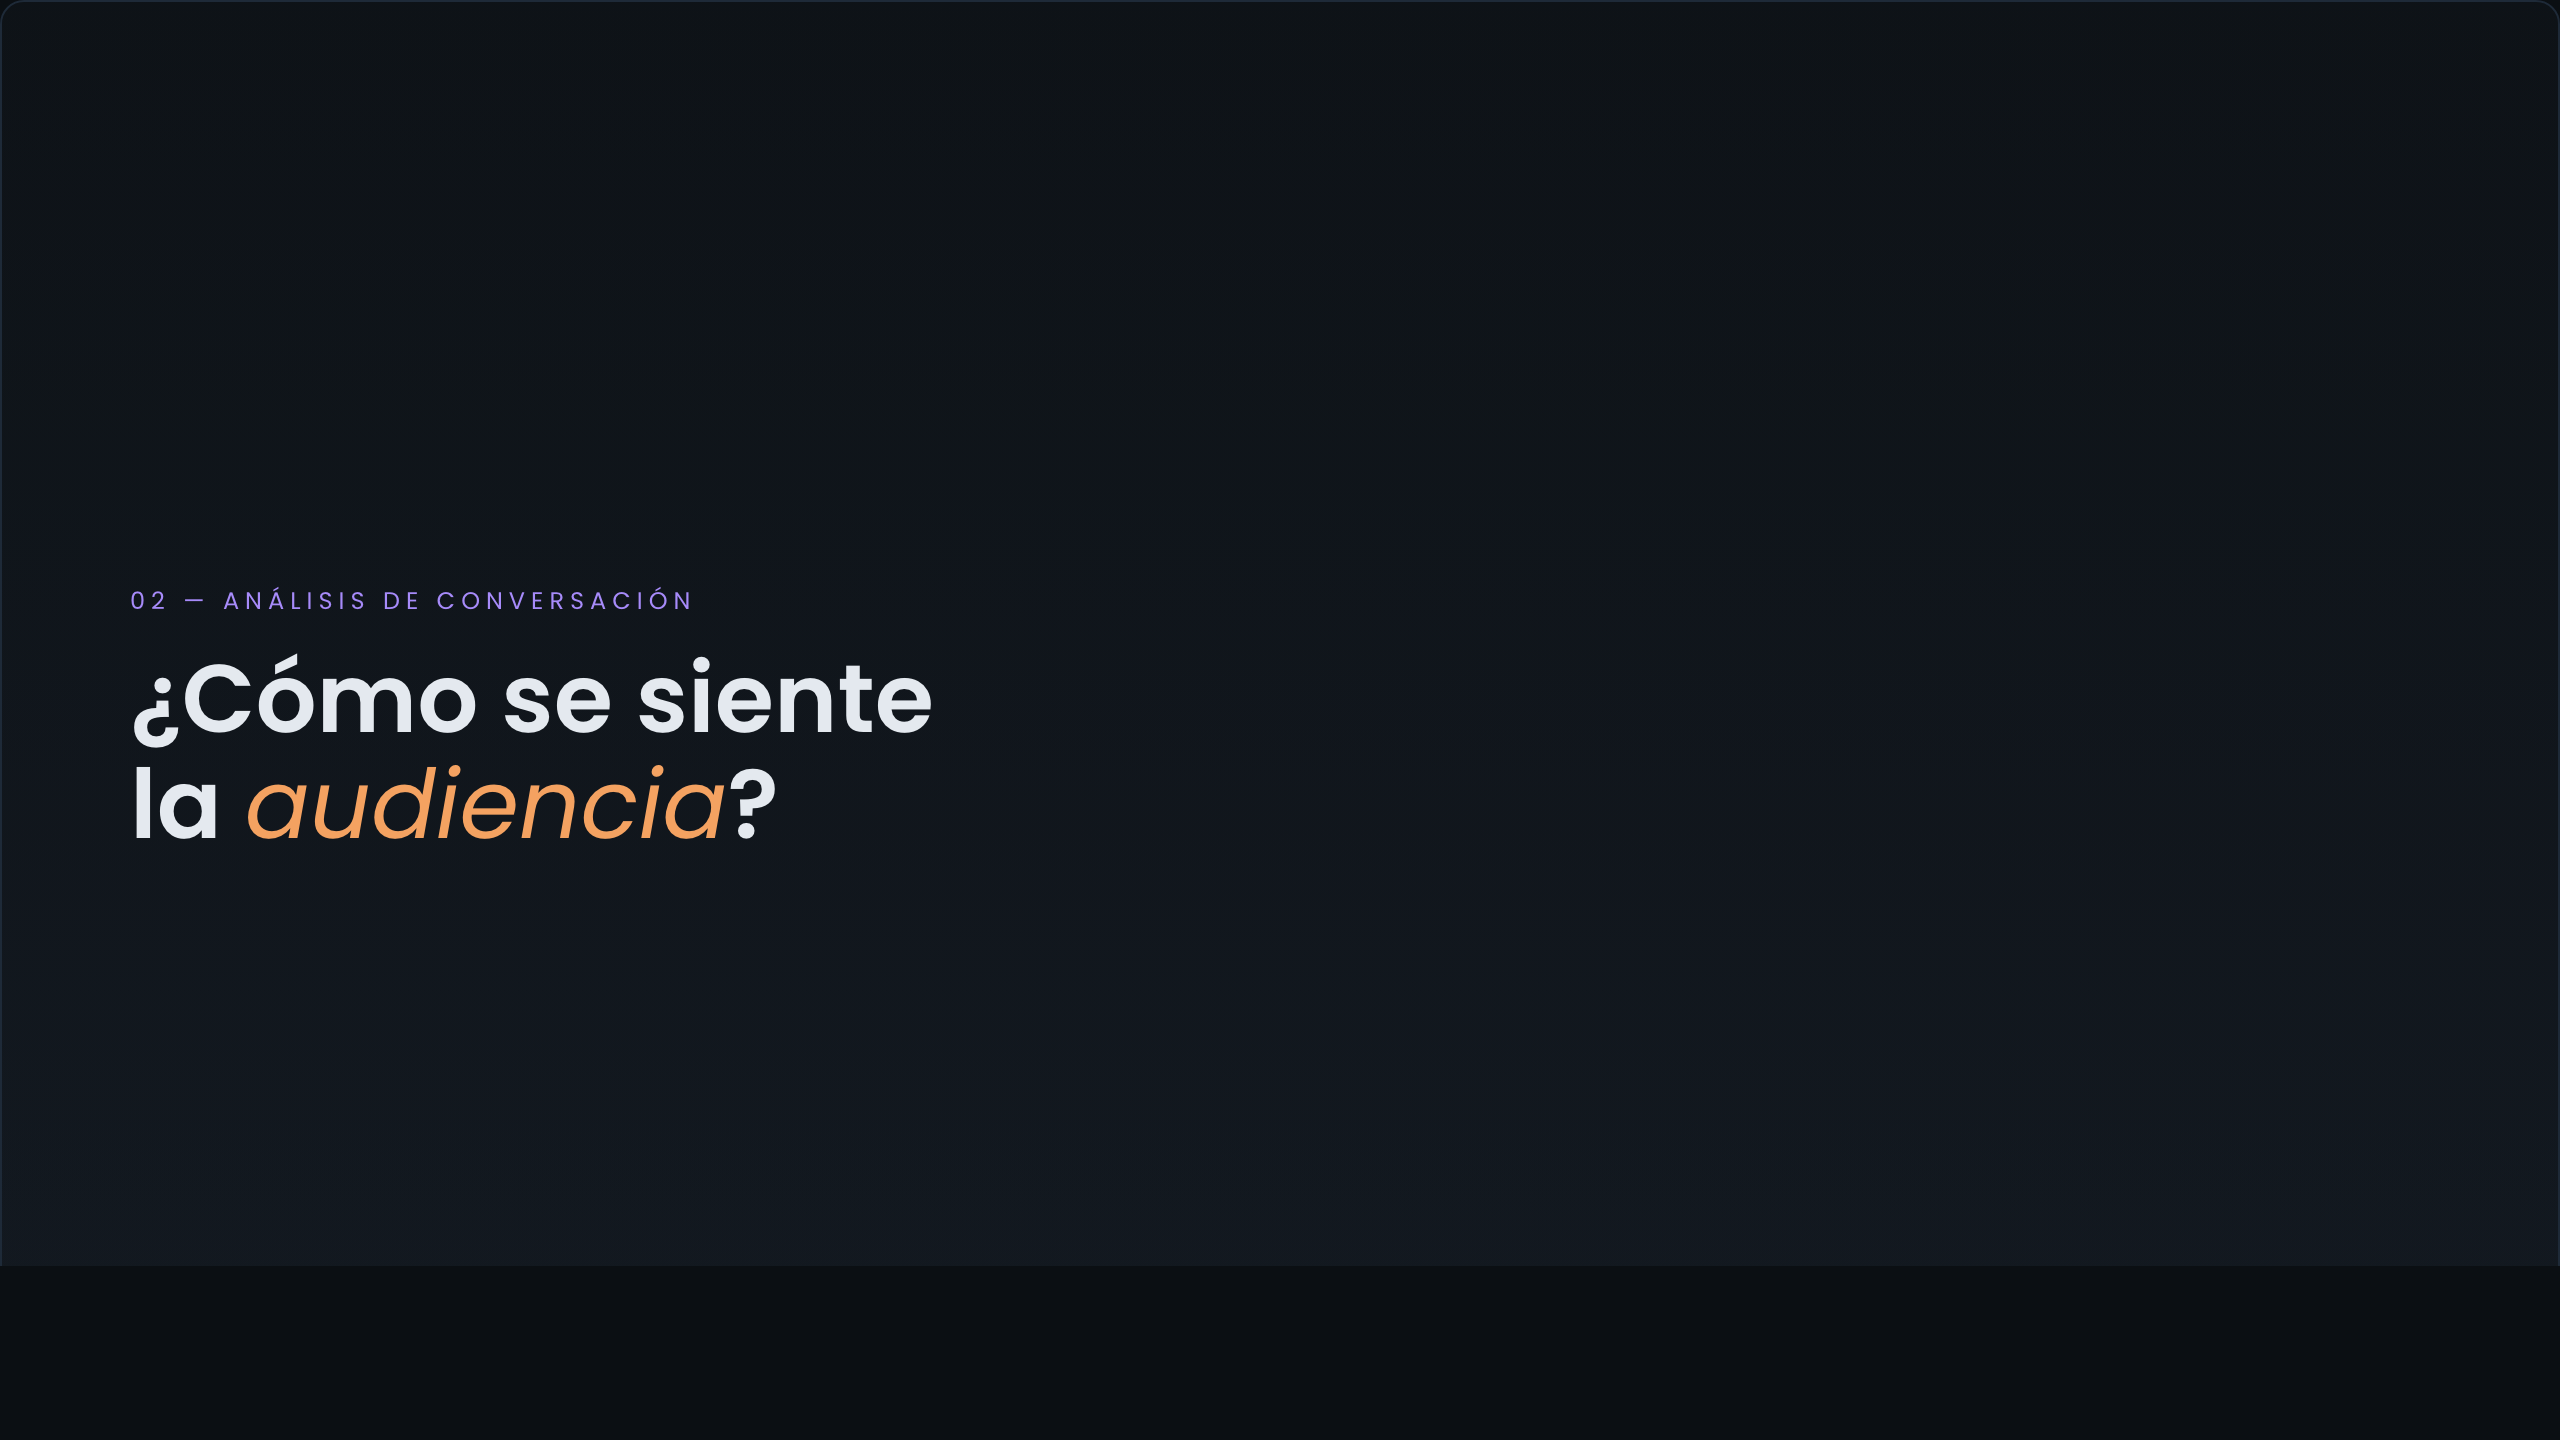 02 — ANÁLISIS DE CONVERSACIÓN
¿Cómo se siente
la audiencia?